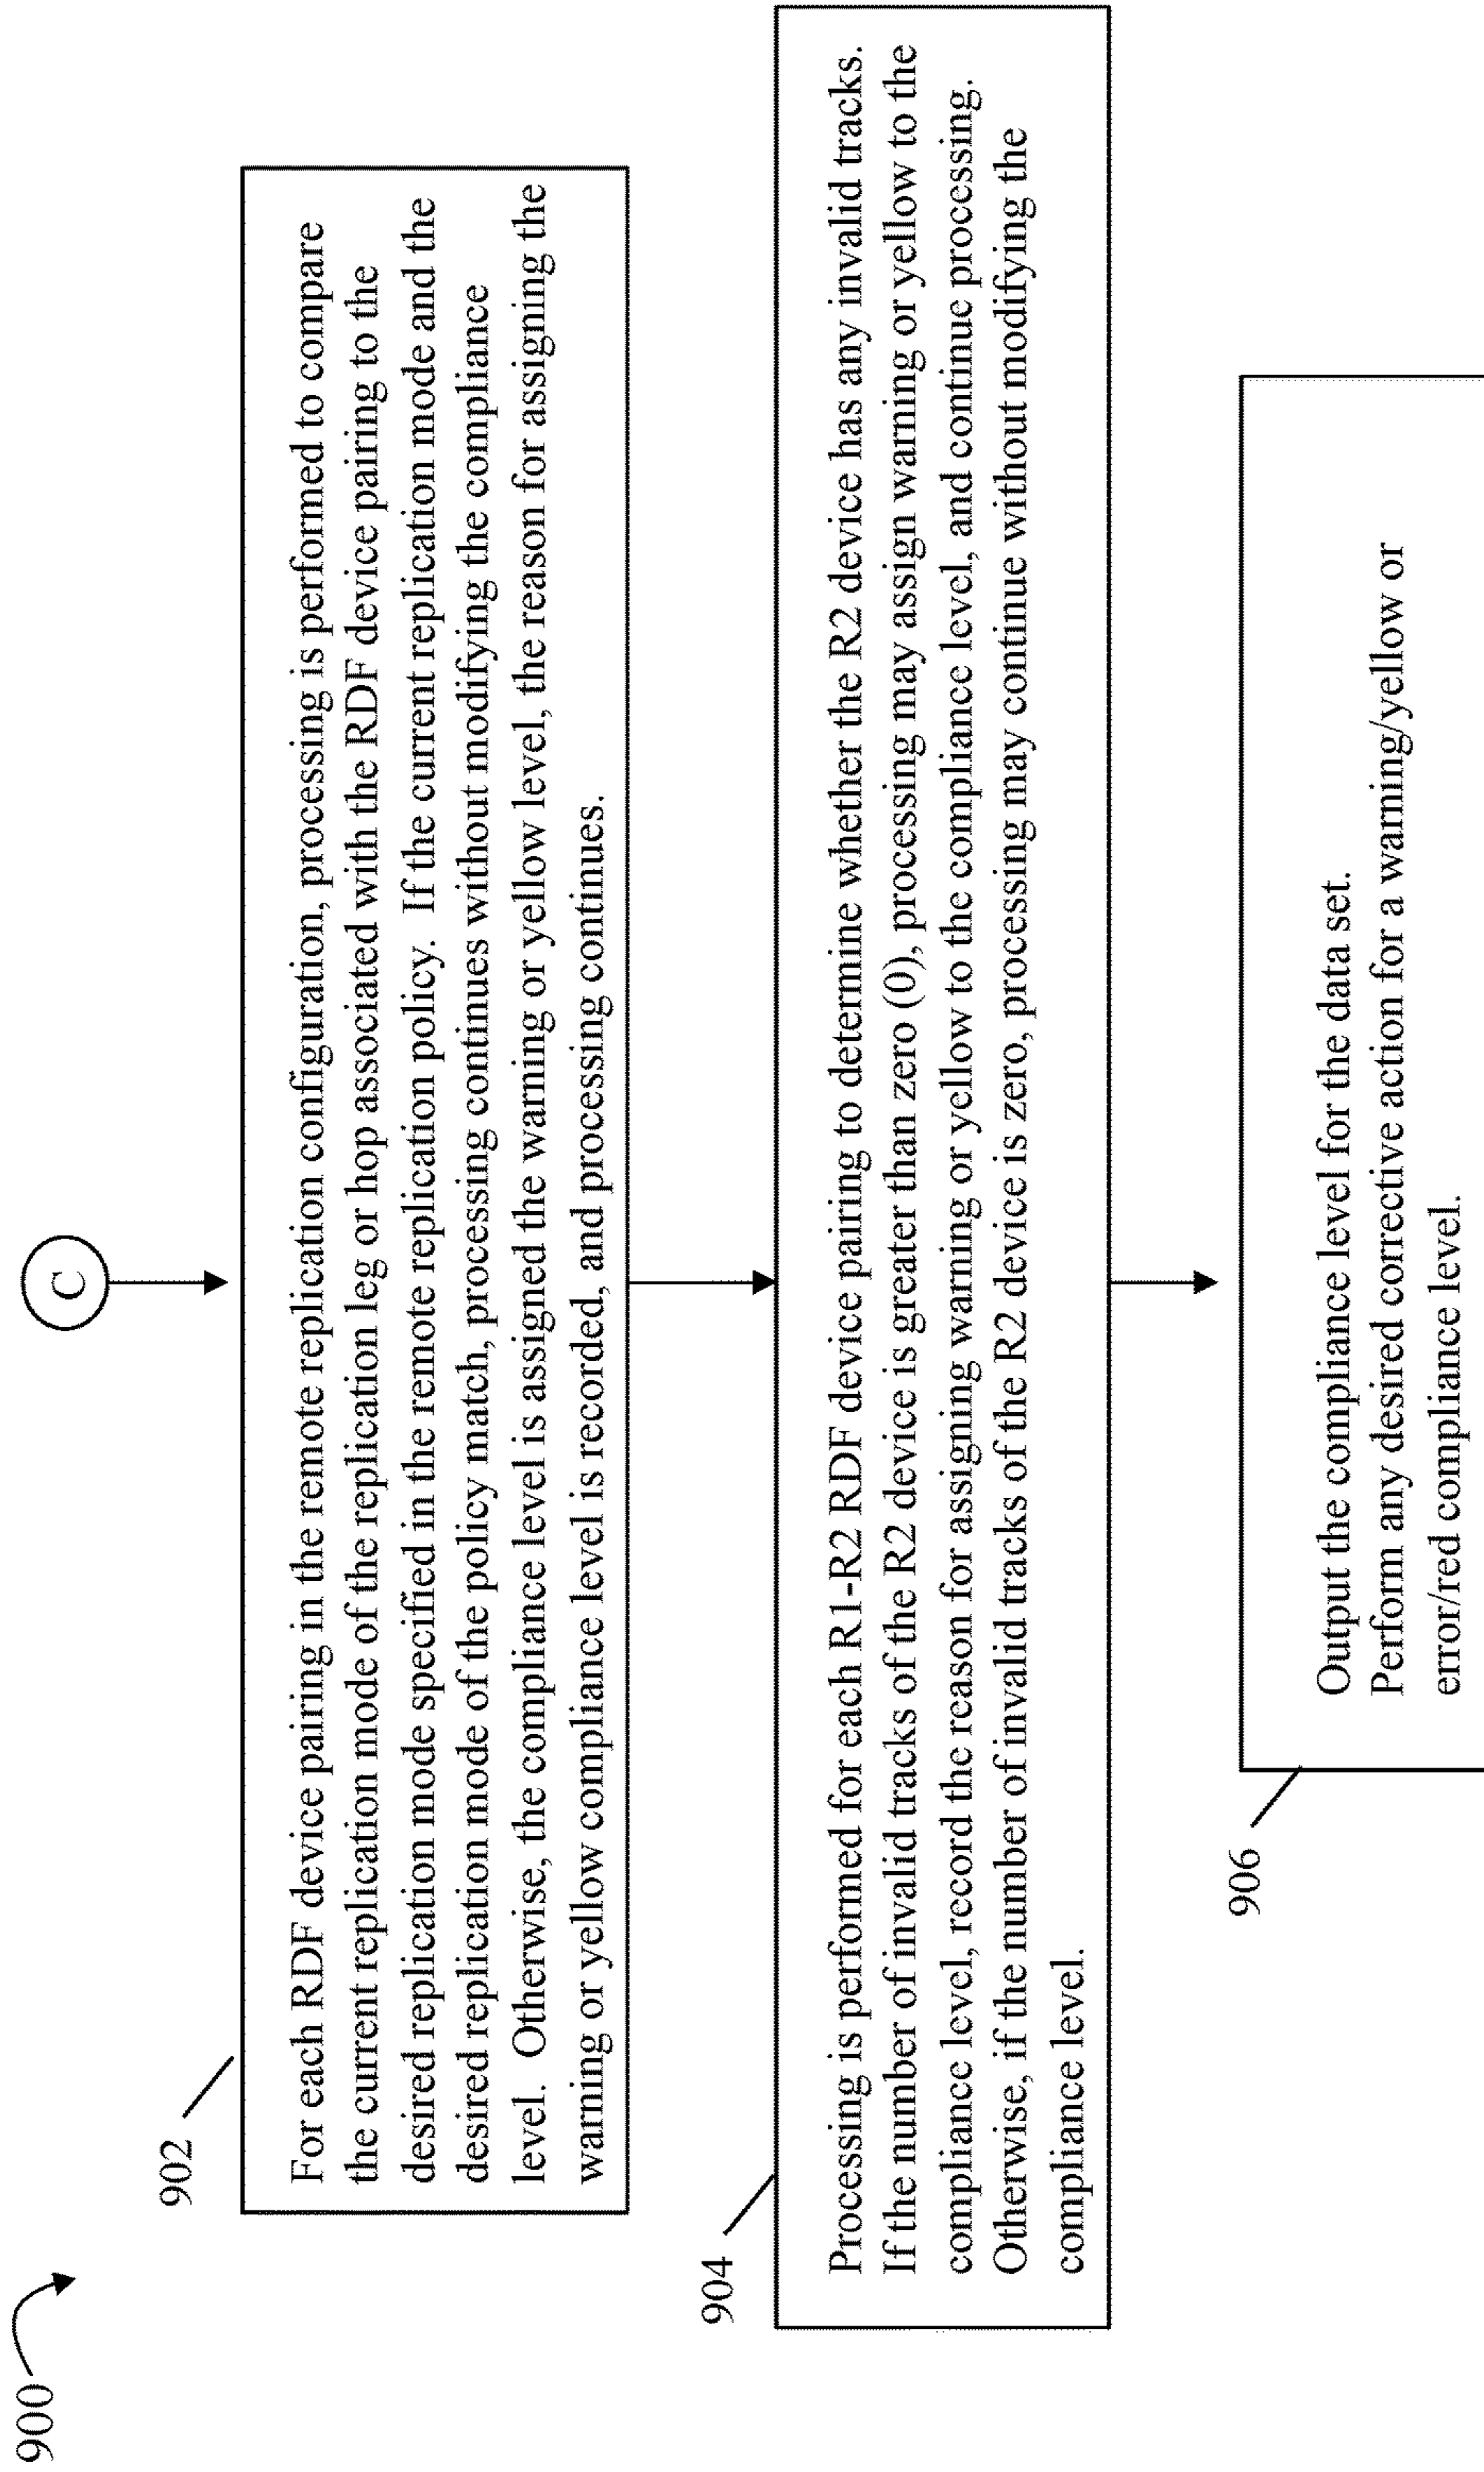 900
C
902
For each RDF device pairing in the remote replication configuration, processing is performed to compare
the current replication mode of the replication leg or hop associated with the RDF device pairing to the
desired replication mode specified in the remote replication policy.  If the current replication mode and the
desired replication mode of the policy match, processing continues without modifying the compliance
level.  Otherwise, the compliance level is assigned the warning or yellow level, the reason for assigning the
warning or yellow compliance level is recorded, and processing continues.
904
Processing is performed for each R1-R2 RDF device pairing to determine whether the R2 device has any invalid tracks.
If the number of invalid tracks of the R2 device is greater than zero (0), processing may assign warning or yellow to the
compliance level, record the reason for assigning warning or yellow to the compliance level, and continue processing.
Otherwise, if the number of invalid tracks of the R2 device is zero, processing may continue without modifying the
compliance level.
906
Output the compliance level for the data set.
Perform any desired corrective action for a warning/yellow or
error/red compliance level.